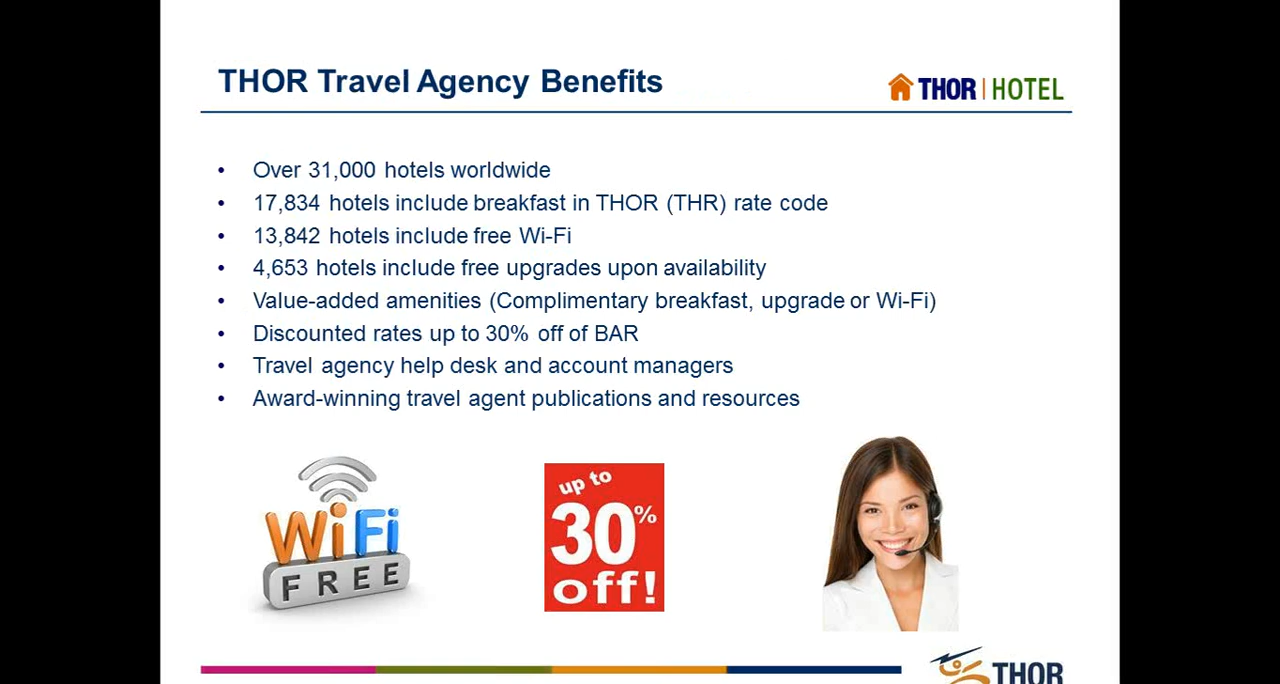 THOR Travel Agency Benefits
THOR | HOTEL
• Over 31,000 hotels worldwide
• 17,834 hotels include breakfast in THOR (THR) rate code
• 13,842 hotels include free Wi-Fi
• 4,653 hotels include free upgrades upon availability
• Value-added amenities (Complimentary breakfast, upgrade or Wi-Fi)
• Discounted rates up to 30% off of BAR
• Travel agency help desk and account managers
• Award-winning travel agent publications and resources
WiFi
FREE
up to
30%
off!
THOR